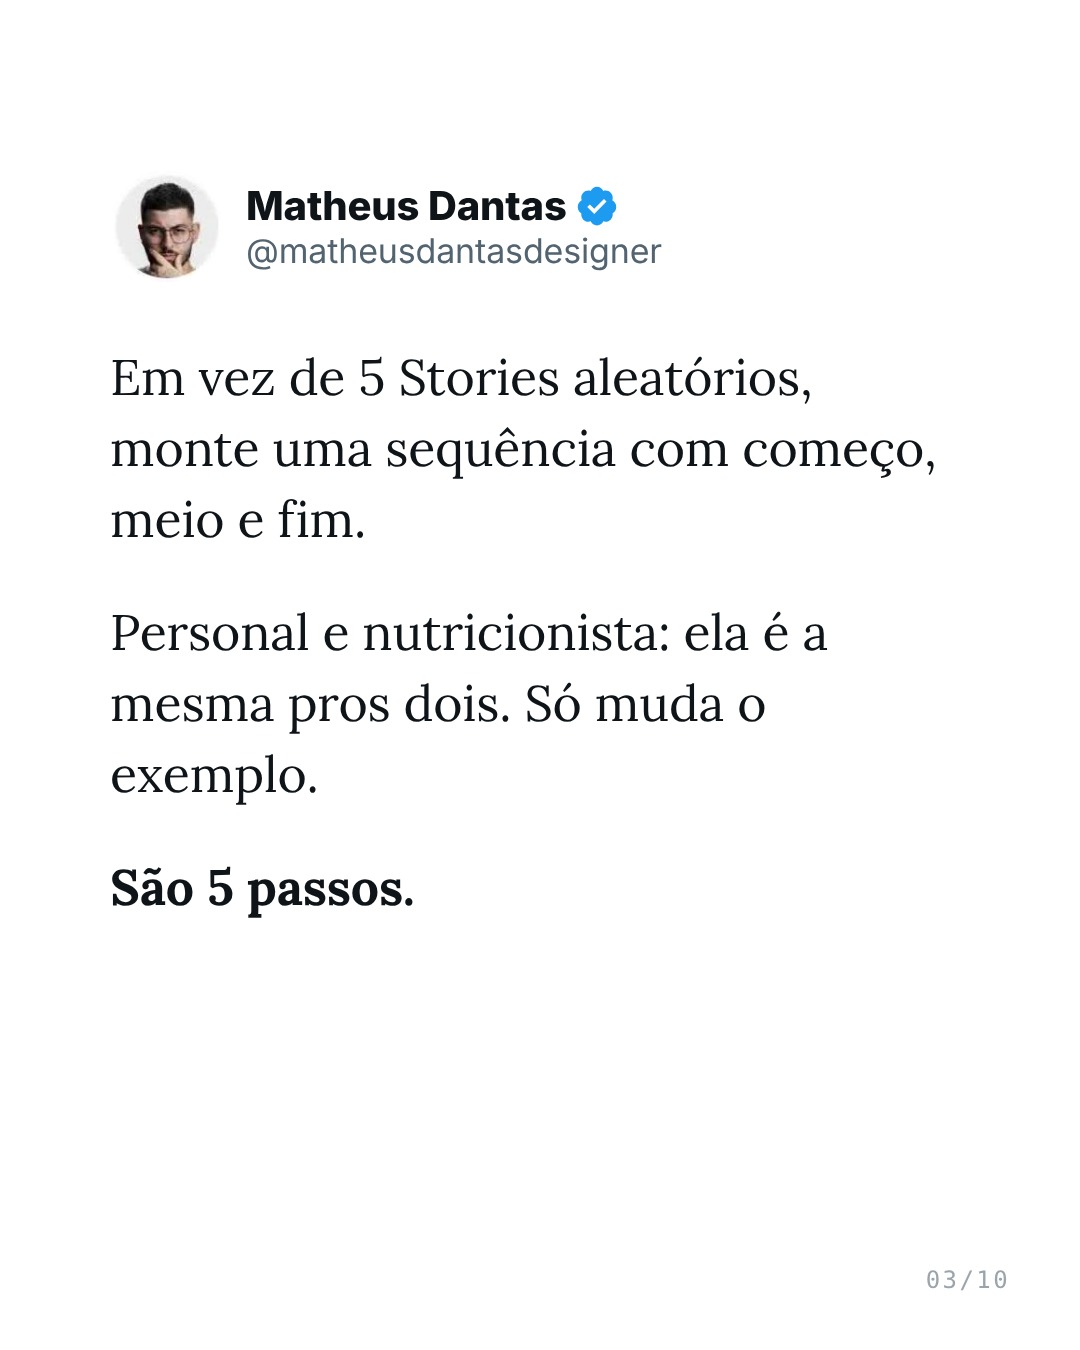 Matheus Dantas
@matheusdantasdesigner
Em vez de 5 Stories aleatórios,
monte uma sequência com começo,
meio e fim.
Personal e nutricionista: ela é a
mesma pros dois. Só muda o
exemplo.
São 5 passos.
03/10